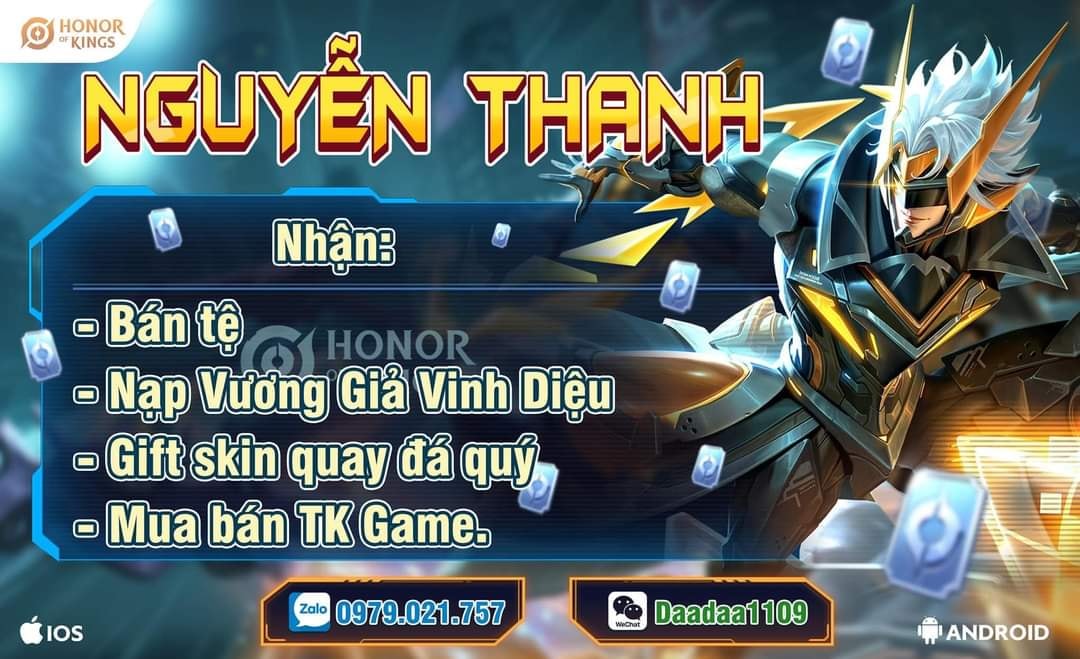 HONOR
OF KINGS
NGUYỄN THANH
Nhận:
- Bán tệ
HONOR
- Nạp Vương Giả Vinh Diệu
- Gift skin quay đá quý
- Mua bán TK Game.
Zalo 0979.021.757
WeChat Daadaa1109
IOS
ANDROID